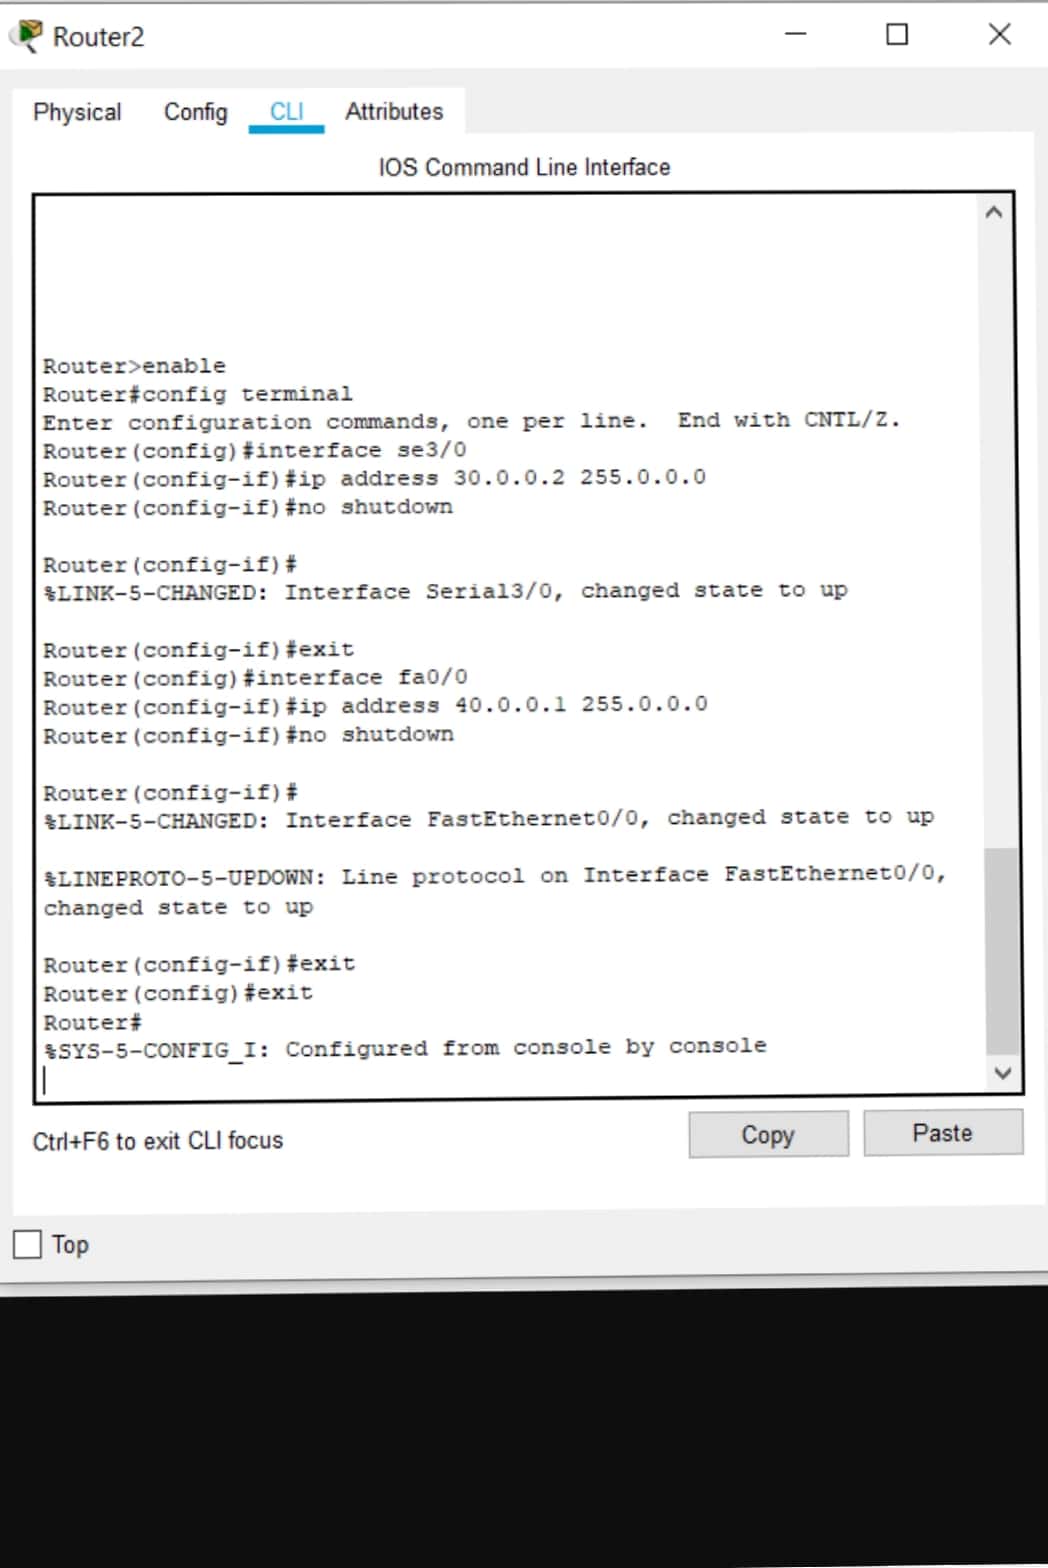 Router2
Physical Config CLI Attributes
IOS Command Line Interface
Router>enable
Router#config terminal
Enter configuration commands, one per line.  End with CNTL/Z.
Router(config)#interface se3/0
Router(config-if)#ip address 30.0.0.2 255.0.0.0
Router(config-if)#no shutdown
Router(config-if)#
%LINK-5-CHANGED: Interface Serial3/0, changed state to up
Router(config-if)#exit
Router(config)#interface fa0/0
Router(config-if)#ip address 40.0.0.1 255.0.0.0
Router(config-if)#no shutdown
Router(config-if)#
%LINK-5-CHANGED: Interface FastEthernet0/0, changed state to up
%LINEPROTO-5-UPDOWN: Line protocol on Interface FastEthernet0/0,
changed state to up
Router(config-if)#exit
Router(config)#exit
Router#
%SYS-5-CONFIG_I: Configured from console by console
Ctrl+F6 to exit CLI focus
Copy Paste
Top